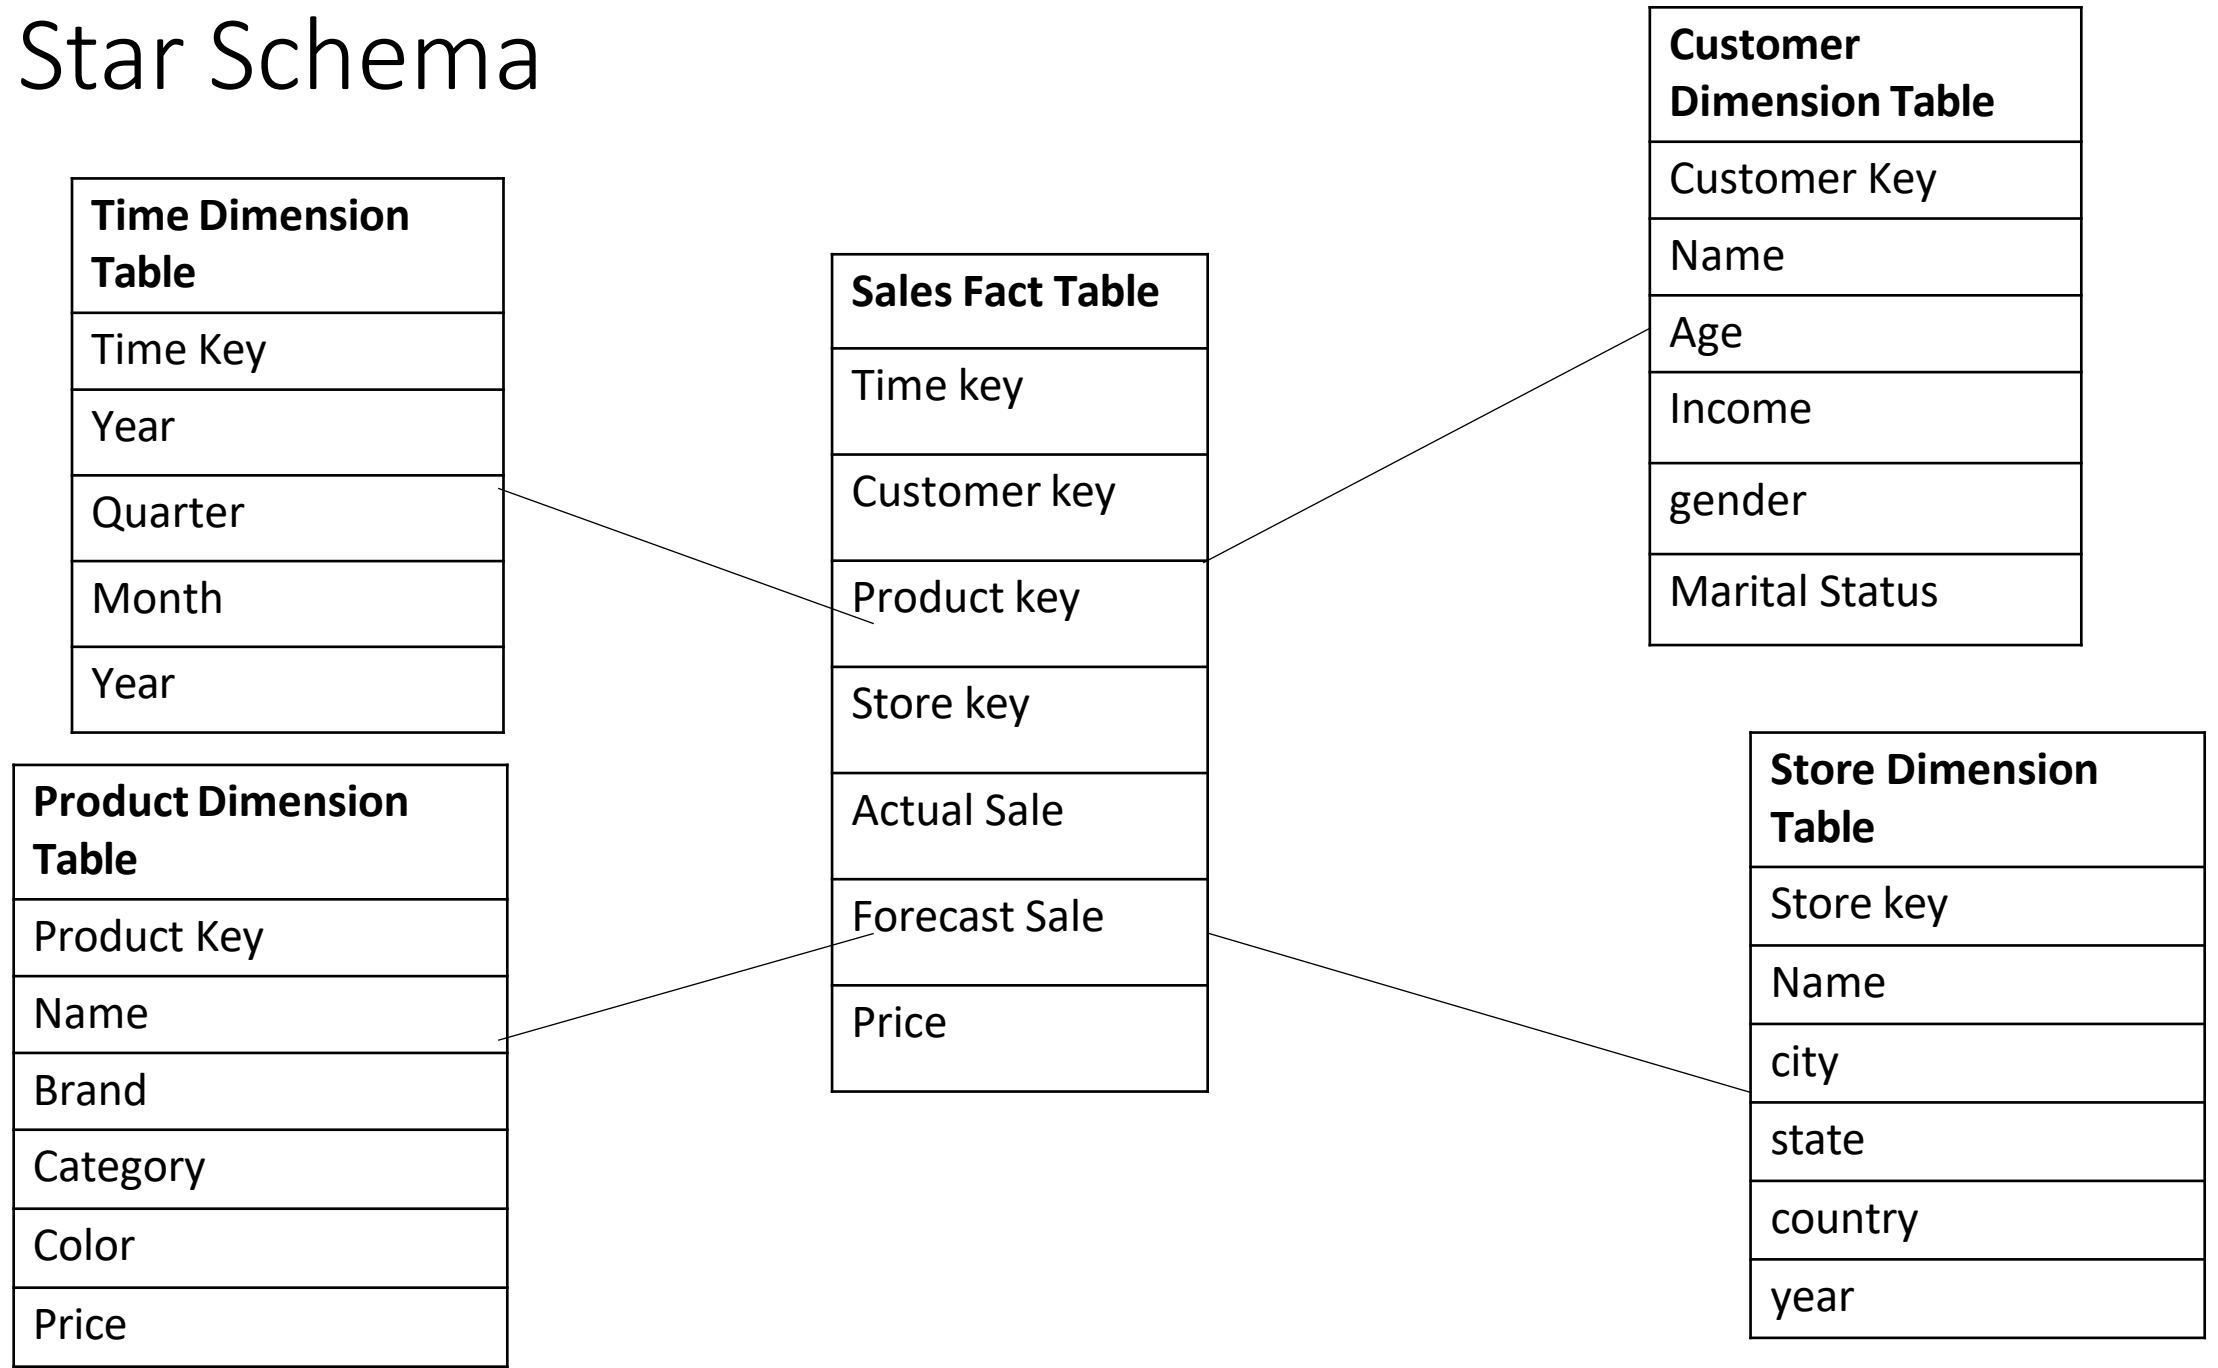 Star Schema
Time Dimension
Table
Time Key
Year
Quarter
Month
Year
Product Dimension
Table
Product Key
Name
Brand
Category
Color
Price
Sales Fact Table
Time key
Customer key
Product key
Store key
Actual Sale
Forecast Sale
Price
Customer
Dimension Table
Customer Key
Name
Age
Income
gender
Marital Status
Store Dimension
Table
Store key
Name
city
state
country
year